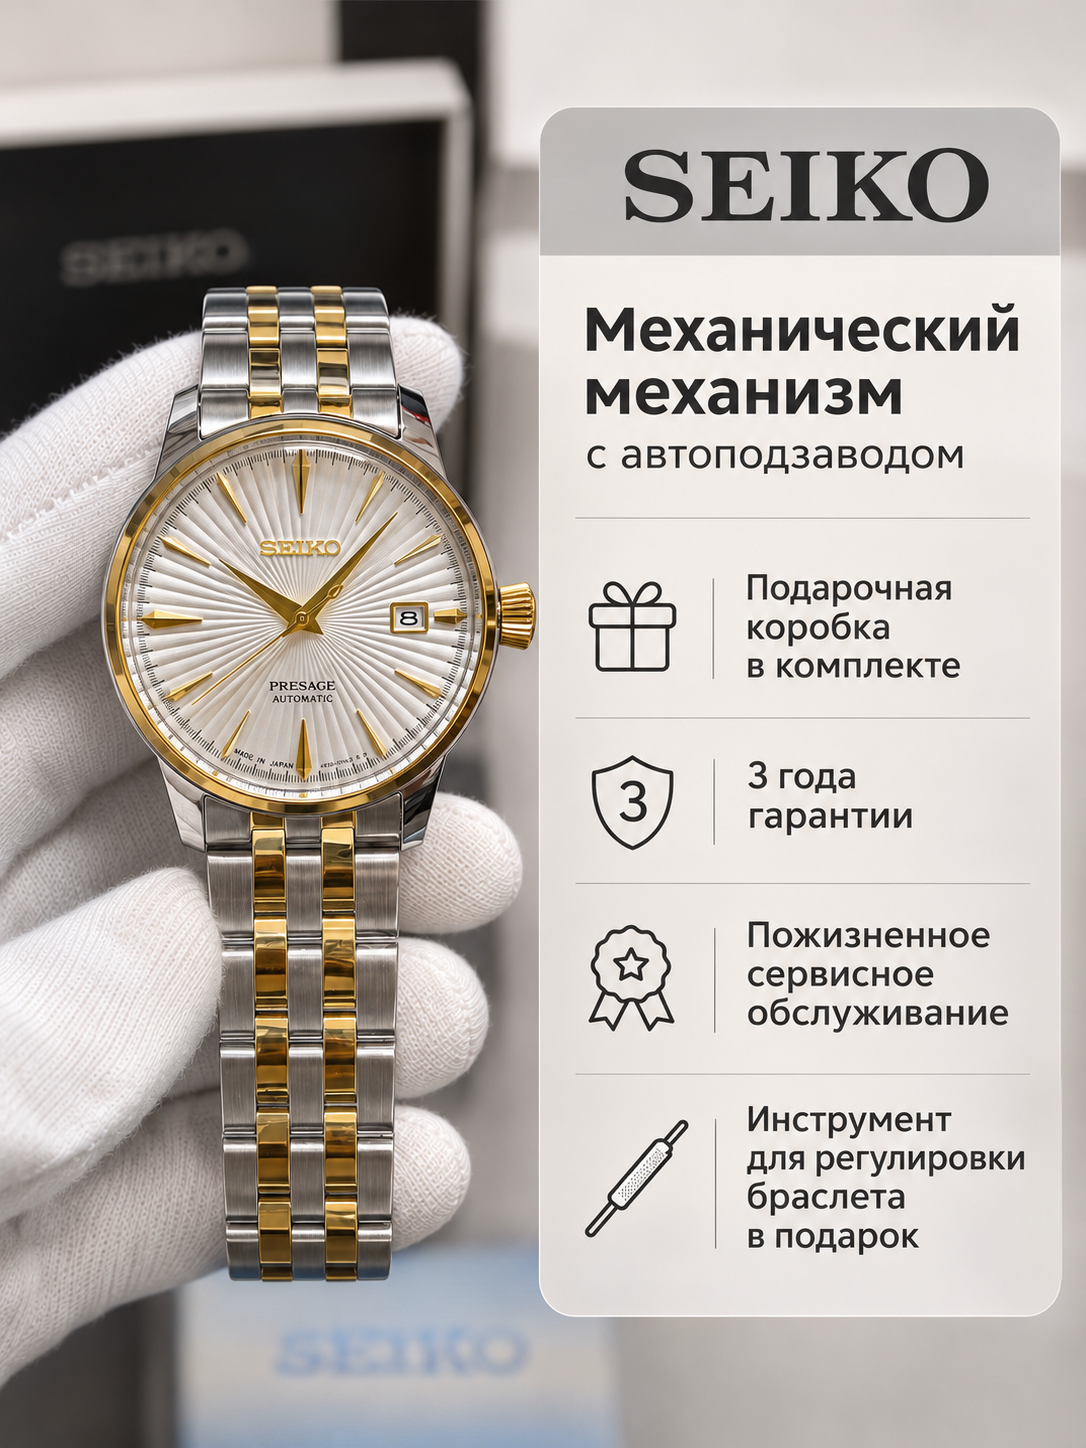 SEIKO
SEIKO
Механический
механизм
с автоподзаводом
SEIKO
8
PRESAGE
AUTOMATIC
MADE IN JAPAN
Подарочная
коробка
в комплекте
3
3 года
гарантии
Пожизненное
сервисное
обслуживание
Инструмент
для регулировки
браслета
в подарок
SEIKO